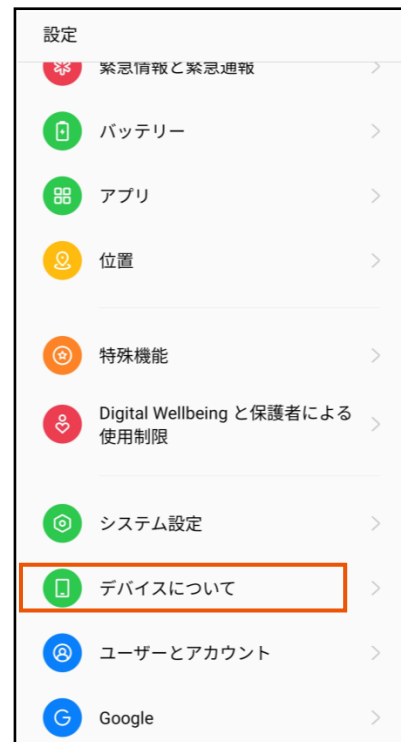 設定
緊急情報と緊急通報
バッテリー
アプリ
位置
特殊機能
Digital Wellbeing と保護者による
使用制限
システム設定
デバイスについて
ユーザーとアカウント
Google